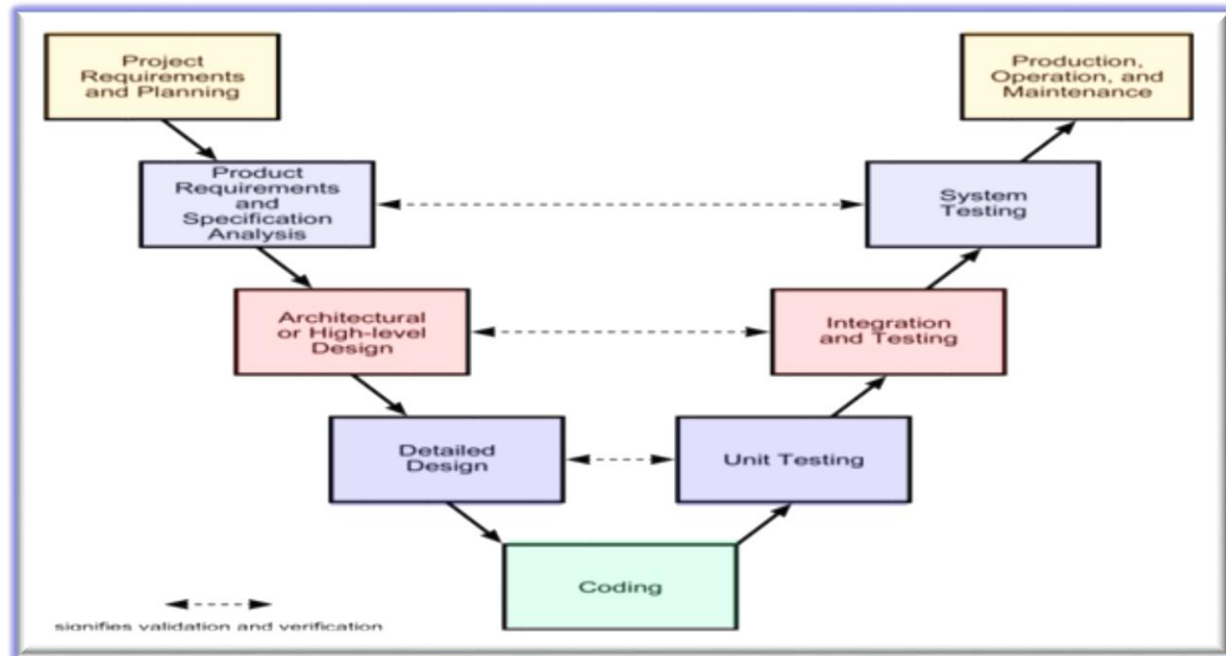 Project
Requirements
and Planning
Production,
Operation, and
Maintenance
Product
Requirements
and
Specification
Analysis
System
Testing
Architectural
or High-level
Design
Integration
and Testing
Detailed
Design
Unit Testing
Coding
signifies validation and verification